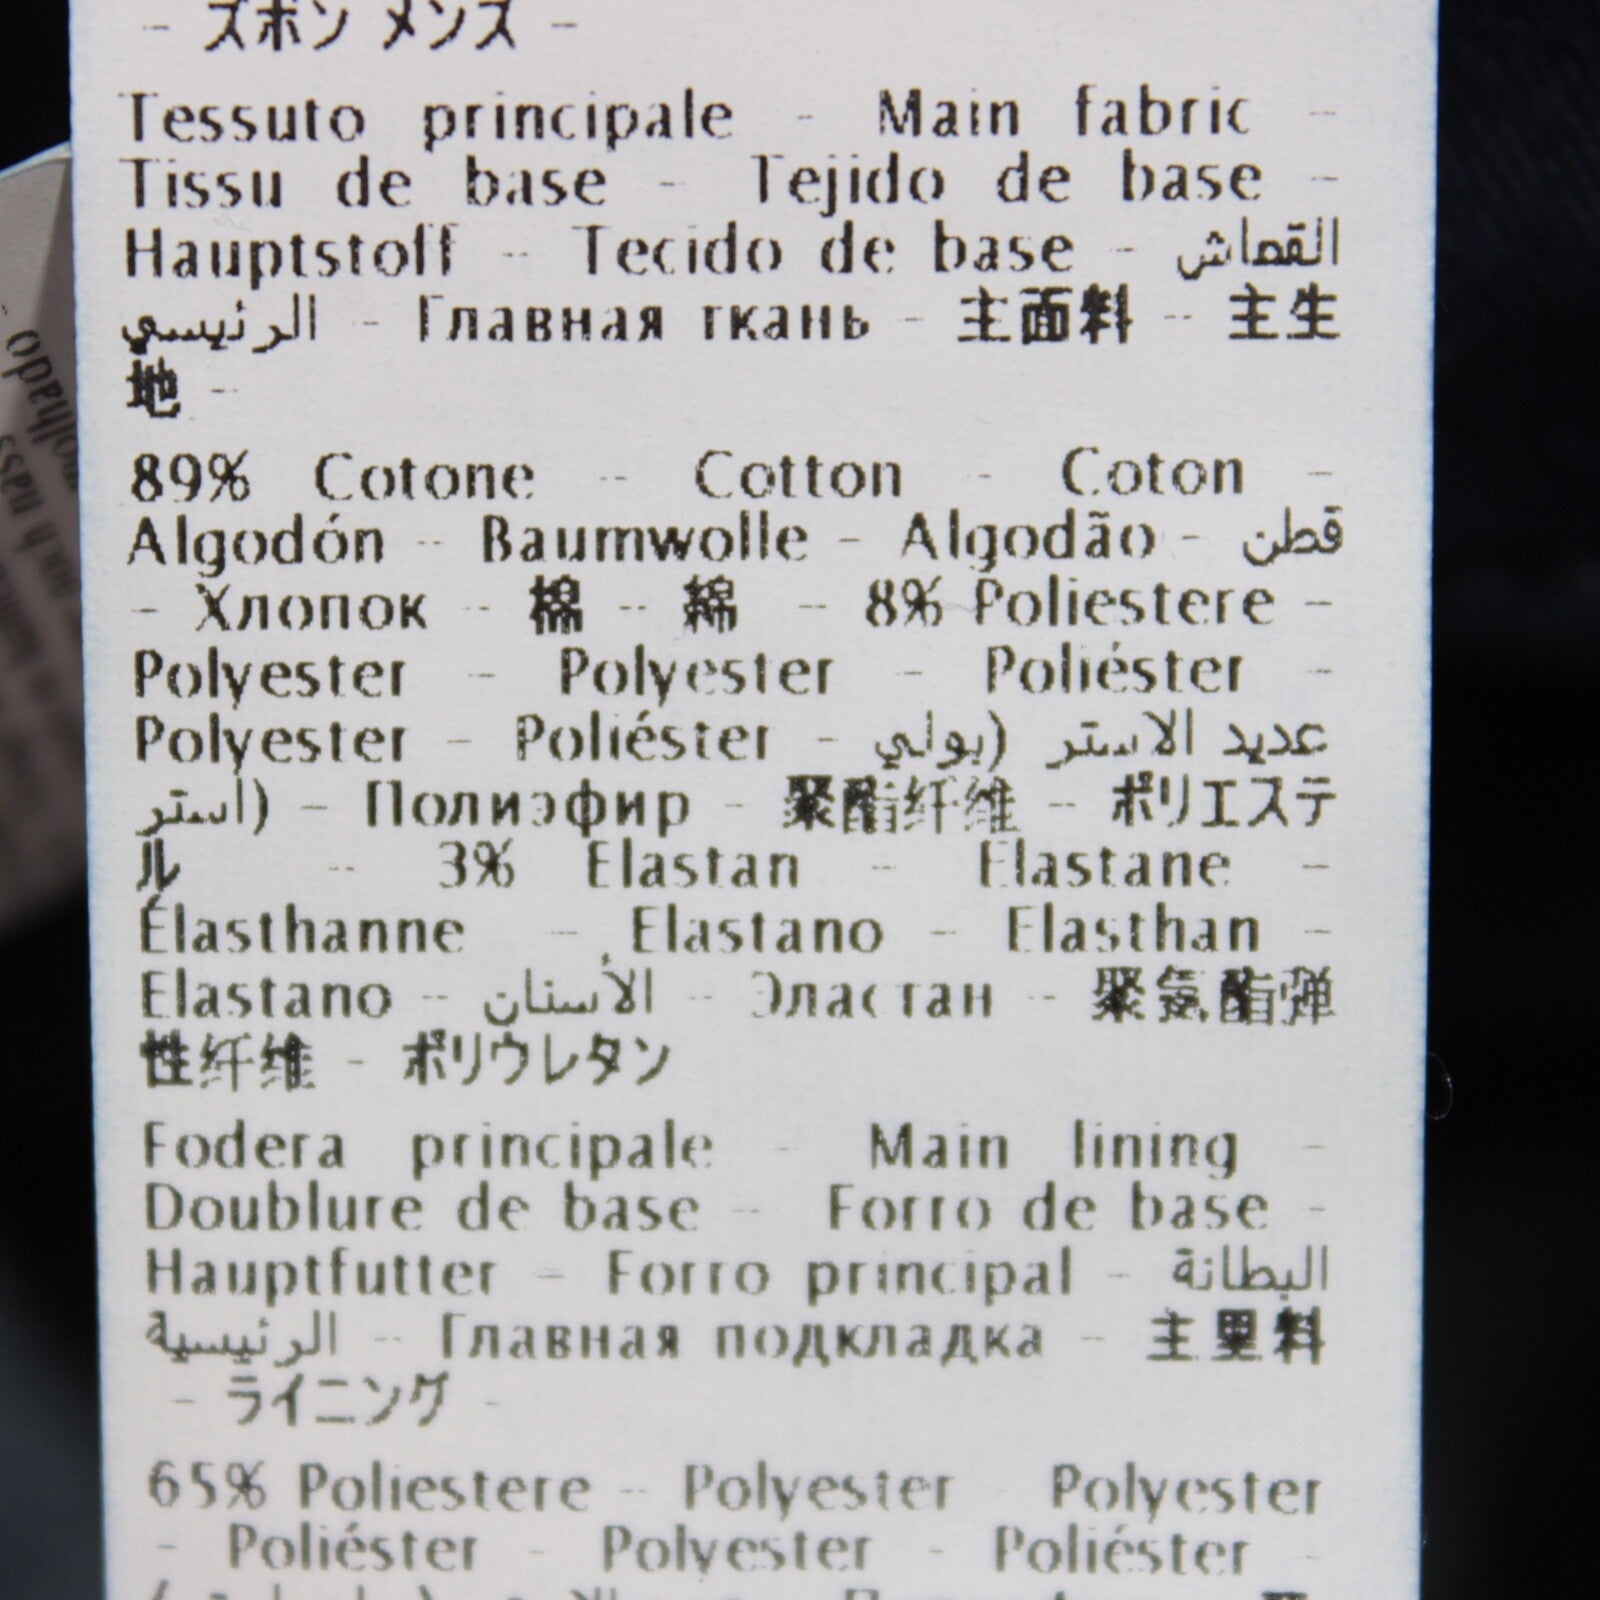 - ズボン メンズ -
Tessuto principale - Main fabric -
Tissu de base - Tejido de base -
Hauptstoff - Tecido de base - القماش
الرئيسي - Главная ткань - 主面料 - 主生
地 -
89% Cotone - Cotton - Coton -
Algodón - Baumwolle - Algodão - قطن
- Хлопок - 棉 - 綿 - 8% Poliestere -
Polyester - Polyester - Poliéster -
Polyester - Poliéster - عديد الاستر (بولي
استر) - Полиэфир - 聚酯纤维 - ポリエステ
ル - 3% Elastan - Elastane -
Élasthanne - Elastano - Elasthan -
Elastano - الأستان - Эластан - 聚氨酯弹
性纤维 - ポリウレタン
Fodera principale - Main lining -
Doublure de base - Forro de base -
Hauptfutter - Forro principal - البطانة
الرئيسية - Главная подкладка - 主里料
- ライニング -
65% Poliestere - Polyester - Polyester
- Poliéster - Polyester - Poliéster -